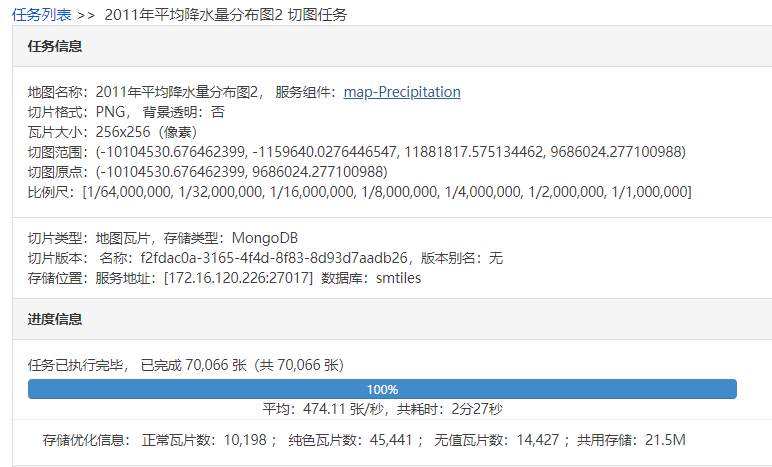 任务列表 >> 2011年平均降水量分布图2 切图任务
任务信息
地图名称：2011年平均降水量分布图2， 服务组件：map-Precipitation
切片格式：PNG， 背景透明：否
瓦片大小：256x256（像素）
切图范围：(-10104530.676462399, -1159640.0276446547, 11881817.575134462, 9686024.277100988)
切图原点：(-10104530.676462399, 9686024.277100988)
比例尺：[1/64,000,000, 1/32,000,000, 1/16,000,000, 1/8,000,000, 1/4,000,000, 1/2,000,000, 1/1,000,000]
切片类型：地图瓦片，存储类型：MongoDB
切片版本： 名称：f2fdac0a-3165-4f4d-8f83-8d93d7aadb26，版本别名：无
存储位置：服务地址：[172.16.120.226:27017] 数据库：smtiles
进度信息
任务已执行完毕， 已完成 70,066 张（共 70,066 张）
100%
平均：474.11 张/秒，共耗时：2分27秒
存储优化信息： 正常瓦片数：10,198 ； 纯色瓦片数：45,441 ； 无值瓦片数：14,427 ；共用存储：21.5M